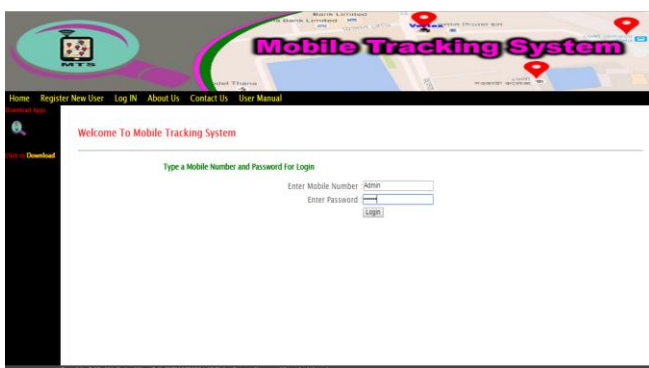 Bank Limited
MTS
Mobile Tracking System
Home Register New User Log IN About Us Contact Us User Manual
Download Apps
Click to Download
Welcome To Mobile Tracking System
Type a Mobile Number and Password For Login
Enter Mobile Number : Admin
Enter Password :
Login